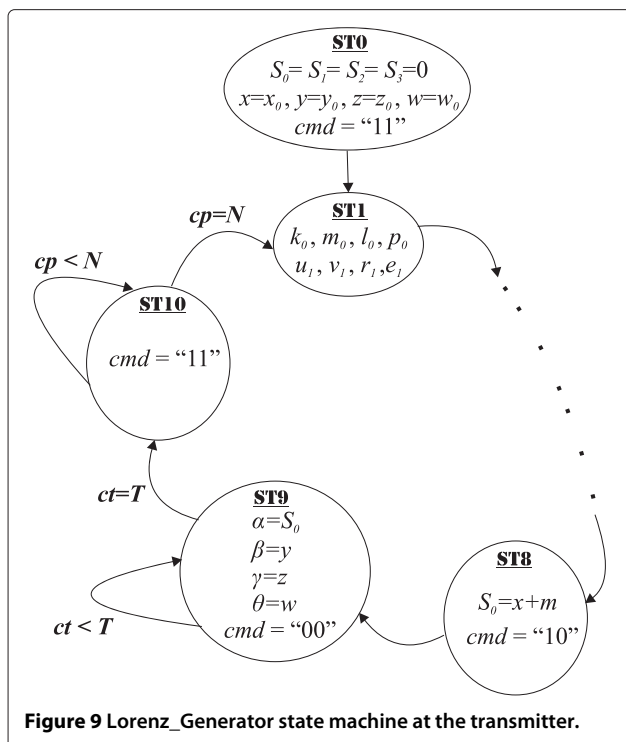 ST0
S₀= S₁= S₂= S₃=0
x=x₀, y=y₀, z=z₀, w=w₀
cmd = “11”
cp=N
ST1
k₀, m₀, l₀, p₀
u₁, v₁, r₁,e₁
cp < N
ST10
cmd = “11”
ct=T
ST9
α=S₀
β=y
γ=z
θ=w
cmd = “00”
ct < T
ST8
S₀=x+m
cmd = “10”
Figure 9 Lorenz_Generator state machine at the transmitter.